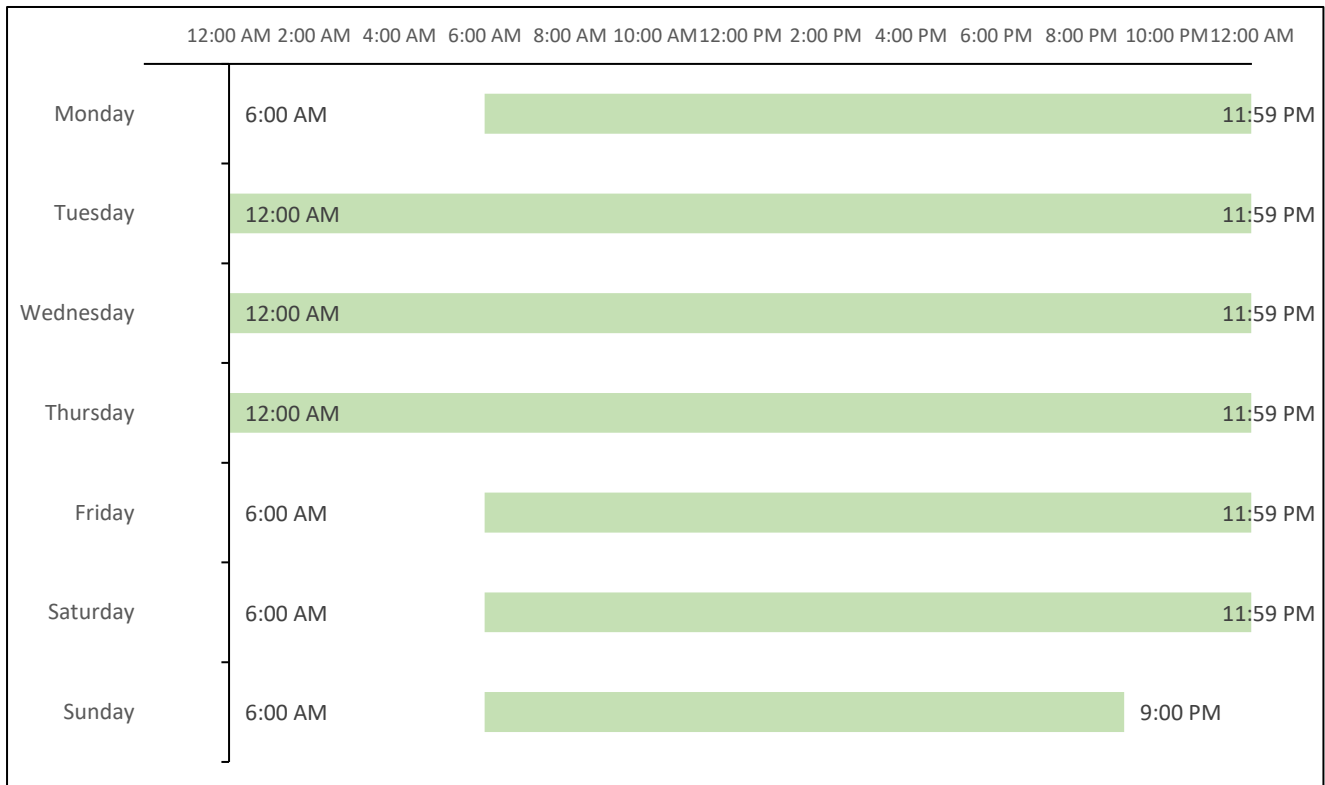 12:00 AM 2:00 AM 4:00 AM 6:00 AM 8:00 AM 10:00 AM 12:00 PM 2:00 PM 4:00 PM 6:00 PM 8:00 PM 10:00 PM 12:00 AM
Monday 6:00 AM 11:59 PM
Tuesday 12:00 AM 11:59 PM
Wednesday 12:00 AM 11:59 PM
Thursday 12:00 AM 11:59 PM
Friday 6:00 AM 11:59 PM
Saturday 6:00 AM 11:59 PM
Sunday 6:00 AM 9:00 PM